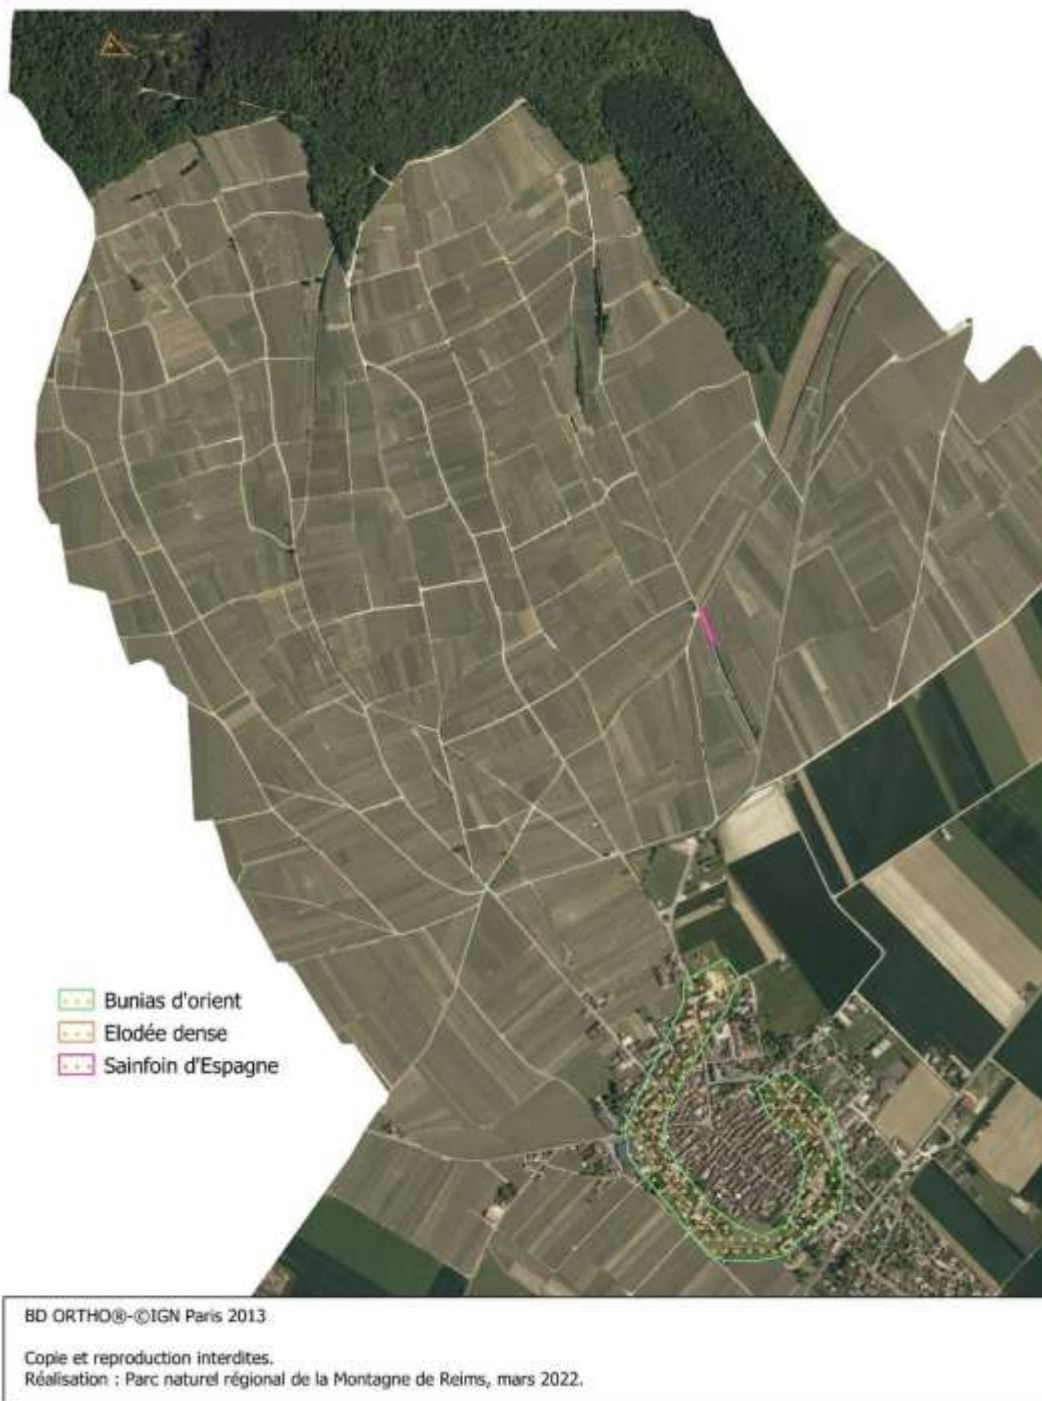 Bunias d'orient
Elodée dense
Sainfoin d'Espagne
BD ORTHO®-©IGN Paris 2013
Copie et reproduction interdites.
Réalisation : Parc naturel régional de la Montagne de Reims, mars 2022.